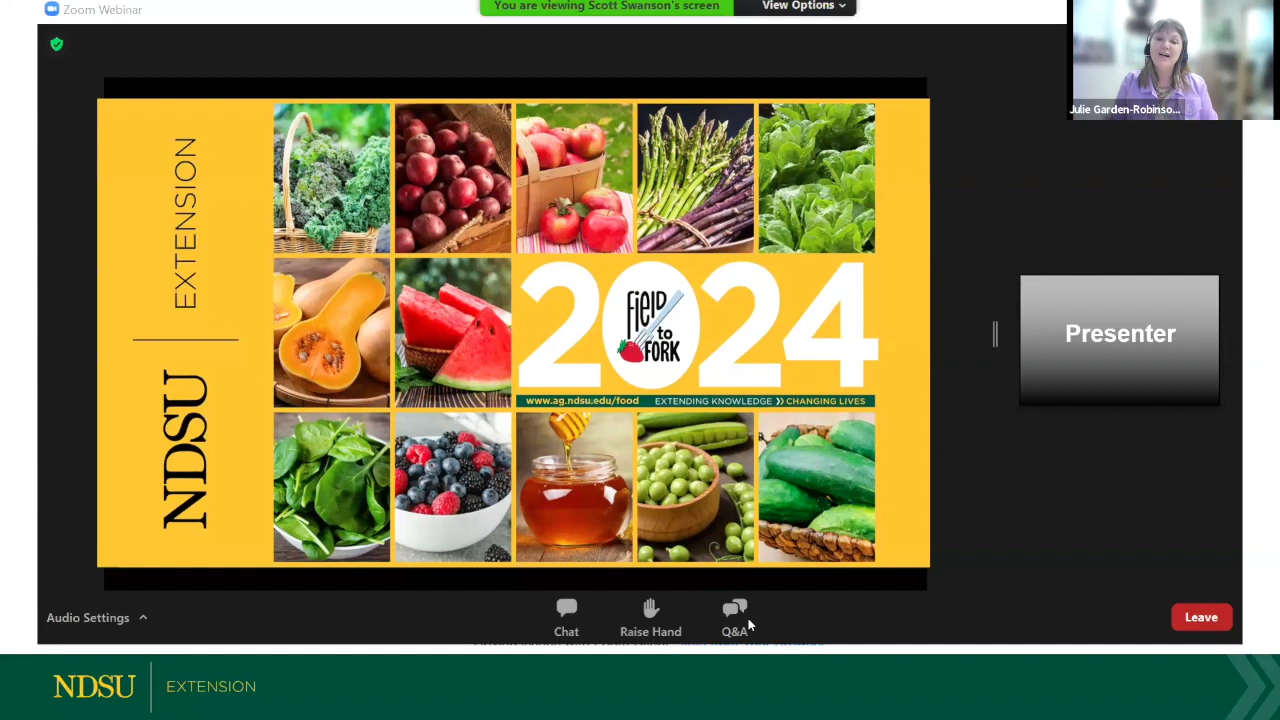 Zoom Webinar
You are viewing Scott Swanson's screen
View Options
Julie Garden-Robinso...
NDSU
EXTENSION
2024
FieLD
to
FORK
www.ag.ndsu.edu/food
EXTENDING KNOWLEDGE
CHANGING LIVES
Presenter
Audio Settings
Chat
Raise Hand
Q&A
Leave
NDSU
EXTENSION